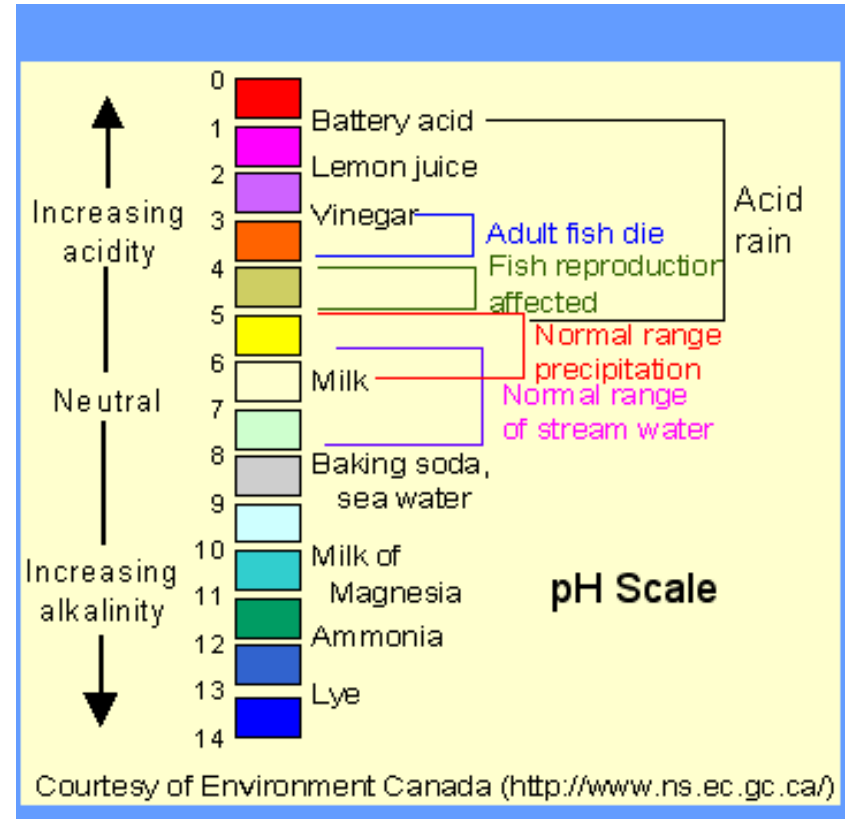 0
1
2
3
4
5
6
7
8
9
10
11
12
13
14
Increasing
acidity
Neutral
Increasing
alkalinity
Battery acid
Lemon juice
Vinegar
Milk
Baking soda,
sea water
Milk of
Magnesia
Ammonia
Lye
Adult fish die
Fish reproduction
affected
Normal range
precipitation
Normal range
of stream water
Acid
rain
pH Scale
Courtesy of Environment Canada (http://www.ns.ec.gc.ca/)